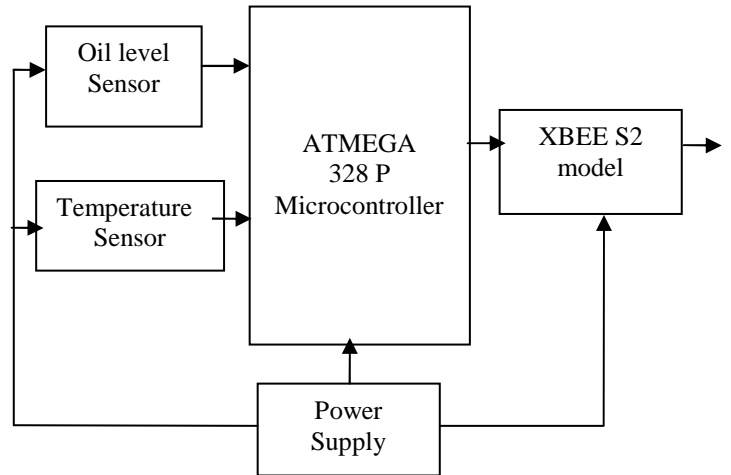 Oil level
Sensor
ATMEGA
328 P
Microcontroller
XBEE S2
model
Temperature
Sensor
Power
Supply